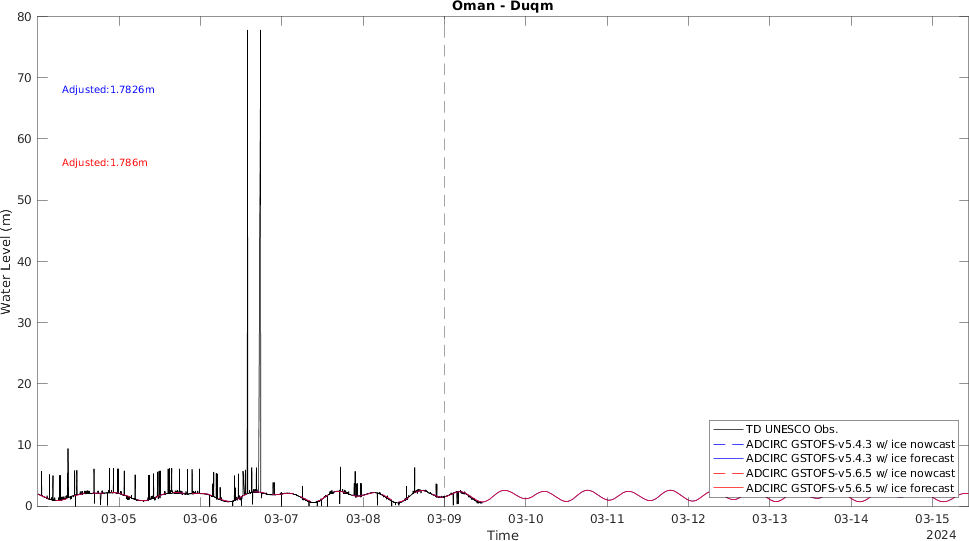 Oman - Duqm
80
70
60
50
40
30
20
10
0
Water Level (m)
Adjusted:1.7826m
Adjusted:1.786m
TD UNESCO Obs.
ADCIRC GSTOFS-v5.4.3 w/ ice nowcast
ADCIRC GSTOFS-v5.4.3 w/ ice forecast
ADCIRC GSTOFS-v5.6.5 w/ ice nowcast
ADCIRC GSTOFS-v5.6.5 w/ ice forecast
03-05 03-06 03-07 03-08 03-09 03-10 03-11 03-12 03-13 03-14 03-15
2024
Time